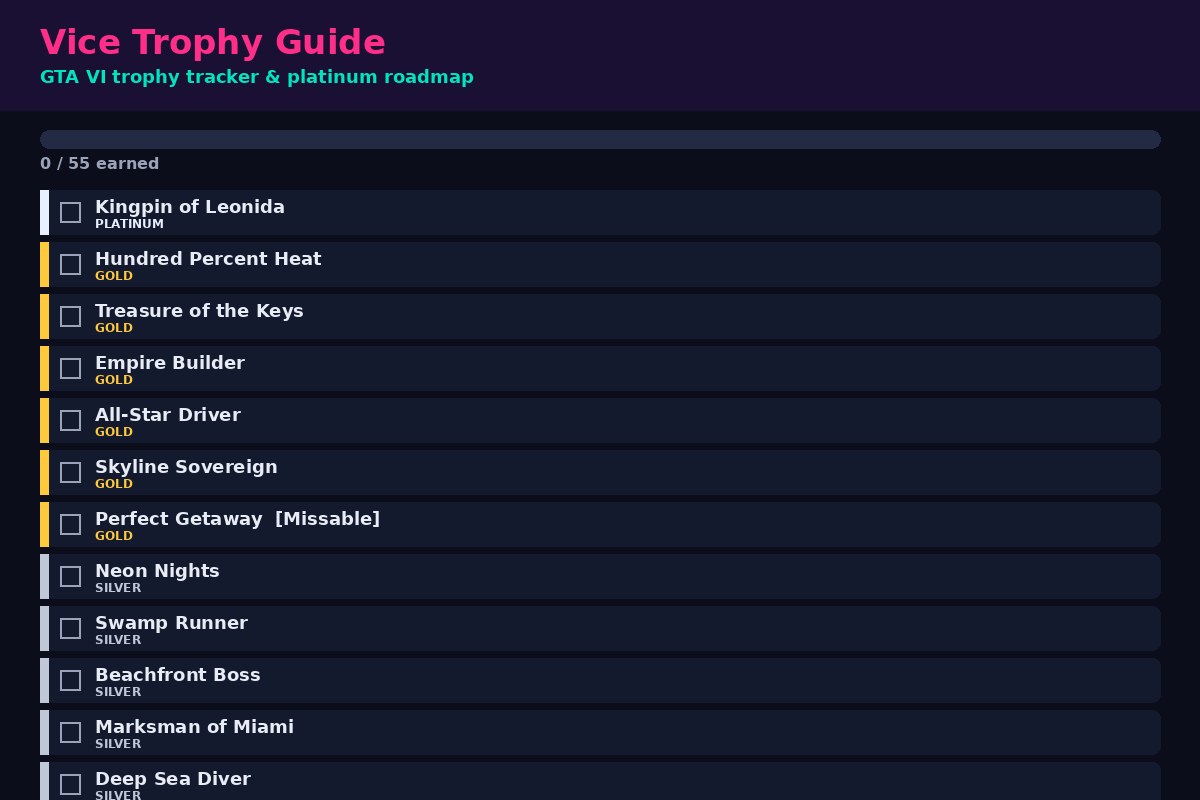 Vice Trophy Guide
GTA VI trophy tracker & platinum roadmap
0 / 55 earned
Kingpin of Leonida
PLATINUM
Hundred Percent Heat
GOLD
Treasure of the Keys
GOLD
Empire Builder
GOLD
All-Star Driver
GOLD
Skyline Sovereign
GOLD
Perfect Getaway [Missable]
GOLD
Neon Nights
SILVER
Swamp Runner
SILVER
Beachfront Boss
SILVER
Marksman of Miami
SILVER
Deep Sea Diver
SILVER